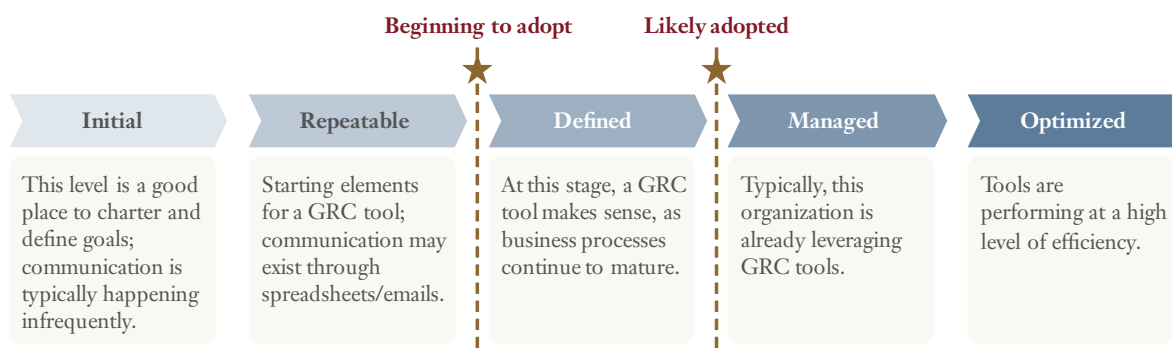 Beginning to adopt
Likely adopted
Initial
Repeatable
Defined
Managed
Optimized
This level is a good
place to charter and
define goals;
communication is
typically happening
infrequently.
Starting elements
for a GRC tool;
communication may
exist through
spreadsheets/emails.
At this stage, a GRC
tool makes sense, as
business processes
continue to mature.
Typically, this
organization is
already leveraging
GRC tools.
Tools are
performing at a high
level of efficiency.